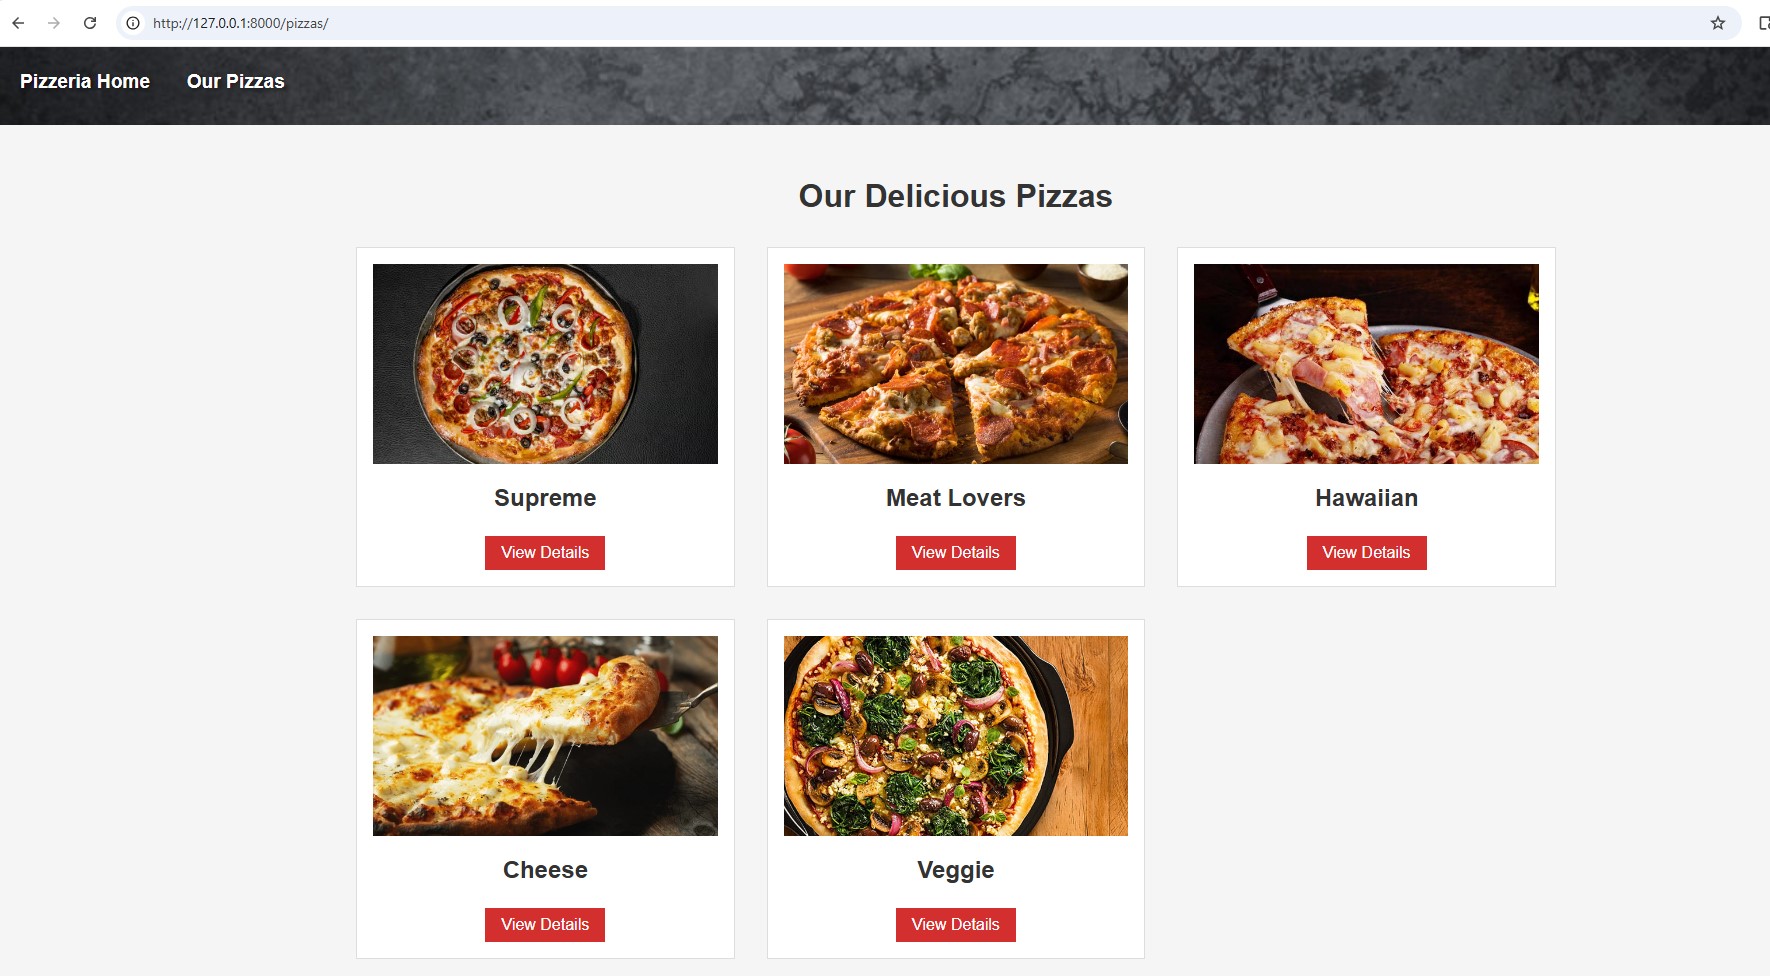 http://127.0.0.1:8000/pizzas/
Pizzeria Home Our Pizzas
Our Delicious Pizzas
Supreme Meat Lovers Hawaiian
View Details View Details View Details
Cheese Veggie
View Details View Details